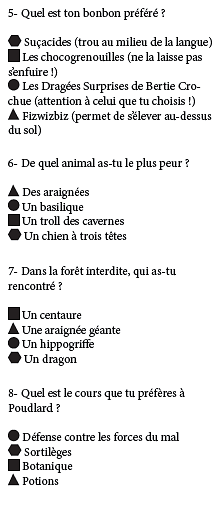 5- Quel est ton bonbon préféré ?
⬢ Suçacides (trou au milieu de la langue)
■ Les chocogrenouilles (ne la laisse pas
s'enfuire !)
● Les Dragées Surprises de Bertie Cro-
chue (attention à celui que tu choisis !)
▲ Fizwizbiz (permet de s'élever au-dessus
du sol)
6- De quel animal as-tu le plus peur ?
▲ Des araignées
● Un basilique
■ Un troll des cavernes
⬢ Un chien à trois têtes
7- Dans la forêt interdite, qui as-tu
rencontré ?
■ Un centaure
▲ Une araignée géante
● Un hippogriffe
⬢ Un dragon
8- Quel est le cours que tu préfères à
Poudlard ?
● Défense contre les forces du mal
⬢ Sortilèges
■ Botanique
▲ Potions